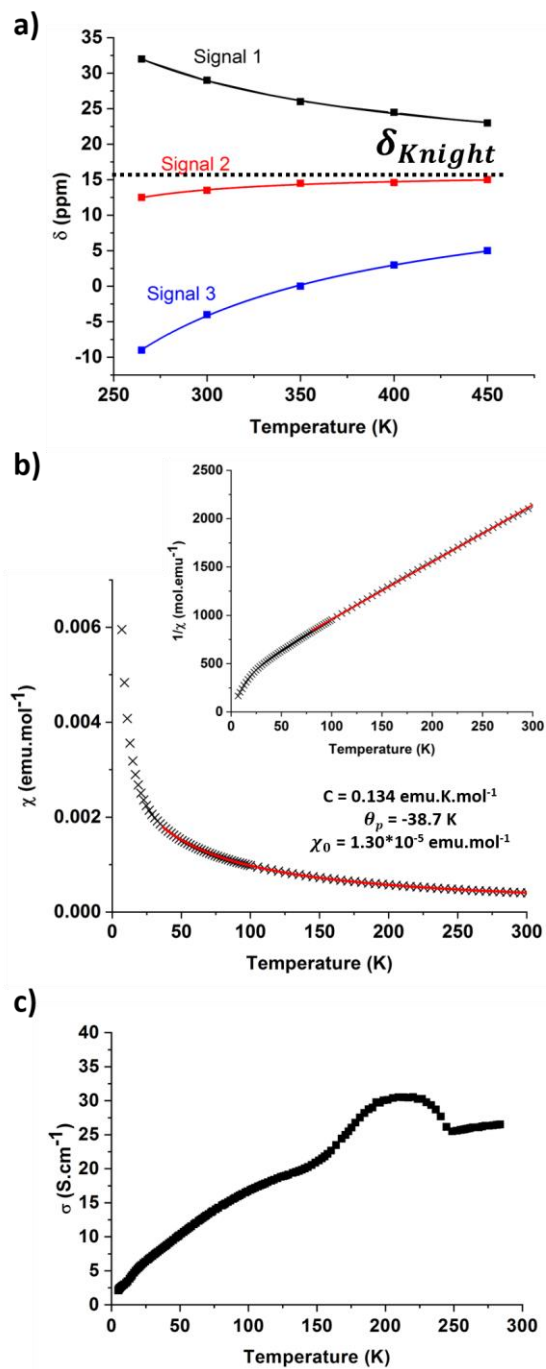 a)
35
30
25
20
15
10
5
0
-5
-10
250 300 350 400 450
δ (ppm)
Temperature (K)
Signal 1
δKnight
Signal 2
Signal 3
b)
2500
2000
1500
1000
500
0
0 50 100 150 200 250 300
1/χ (mol.emu⁻¹)
Temperature (K)
0.006
0.004
0.002
0.000
0 50 100 150 200 250 300
χ (emu.mol⁻¹)
Temperature (K)
C = 0.134 emu.K.mol⁻¹
θp = -38.7 K
χ0 = 1.30*10⁻⁵ emu.mol⁻¹
c)
40
35
30
25
20
15
10
5
0
0 50 100 150 200 250 300
σ (S.cm⁻¹)
Temperature (K)